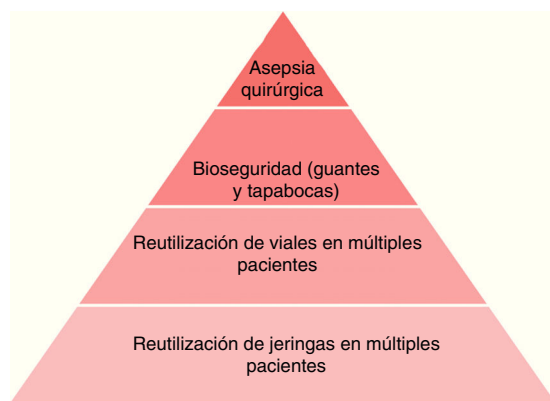 Asepsia
quirúrgica
Bioseguridad (guantes
y tapabocas)
Reutilización de viales en múltiples
pacientes
Reutilización de jeringas en múltiples
pacientes